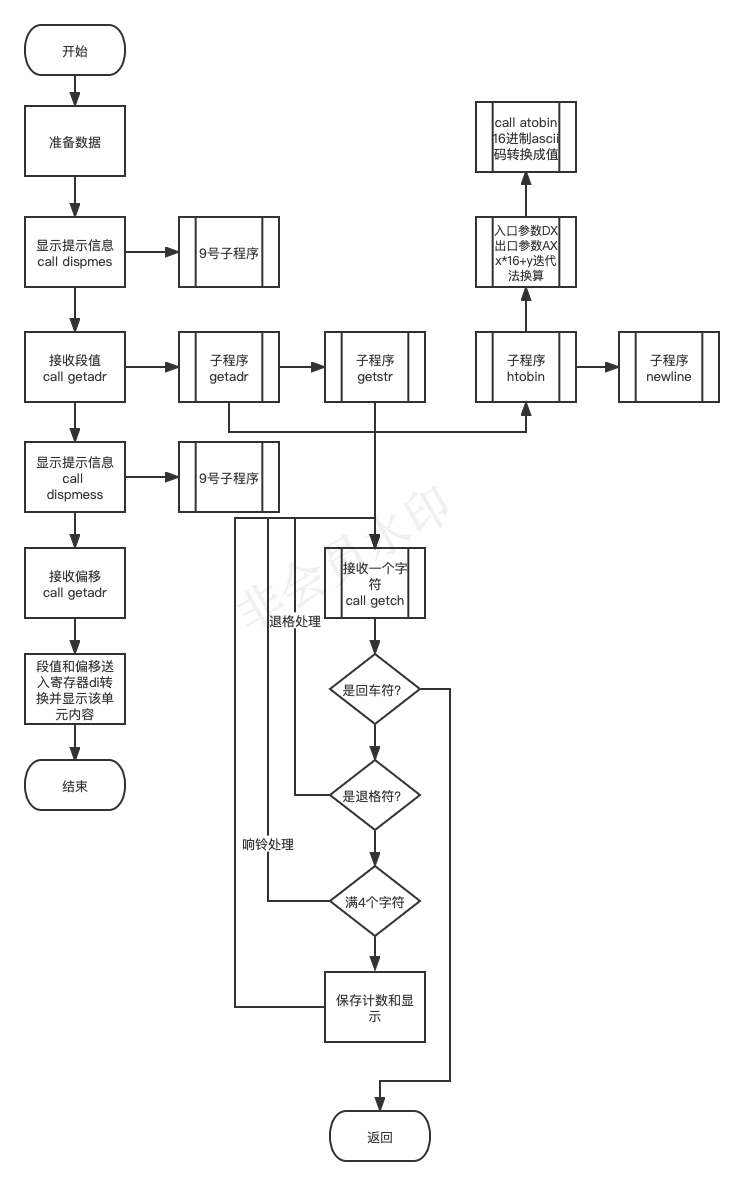 开始
准备数据
call atobin
16进制ascii
码转换成值
显示提示信息
call dispmes
9号子程序
入口参数DX
出口参数AX
x*16+y迭代
法换算
接收段值
call getadr
子程序
getadr
子程序
getstr
子程序
htobin
子程序
newline
显示提示信息
call
dispmess
9号子程序
非会员水印
接收偏移
call getadr
接收一个字
符
call getch
退格处理
段值和偏移送
入寄存器di转
换并显示该单
元内容
是回车符?
结束
是退格符?
响铃处理
满4个字符
保存计数和显
示
返回